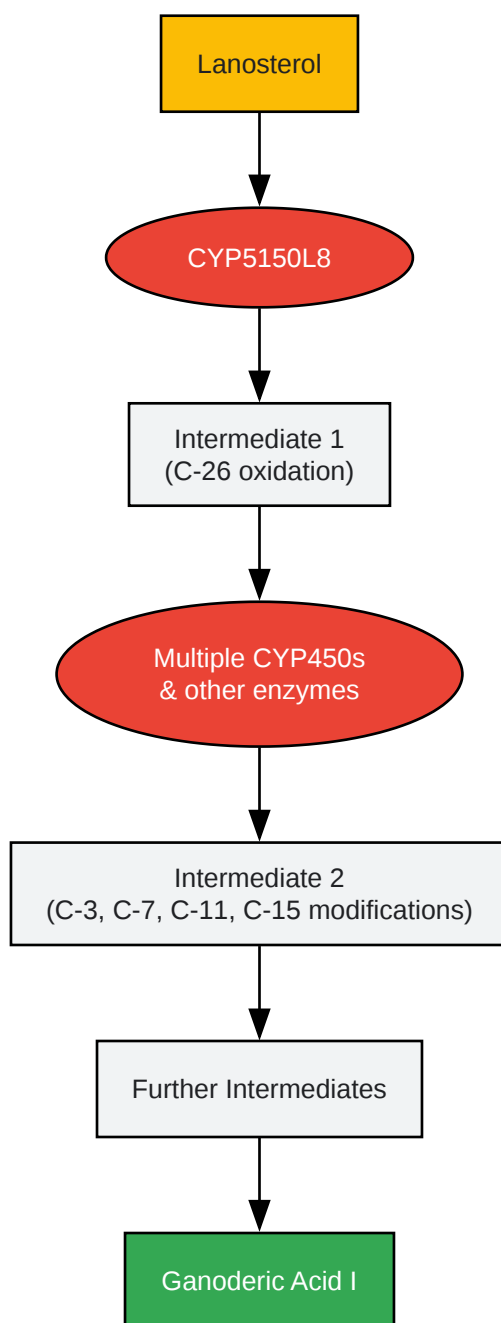 Lanosterol
CYP5150L8
Intermediate 1
(C-26 oxidation)
Multiple CYP450s
& other enzymes
Intermediate 2
(C-3, C-7, C-11, C-15 modifications)
Further Intermediates
Ganoderic Acid I